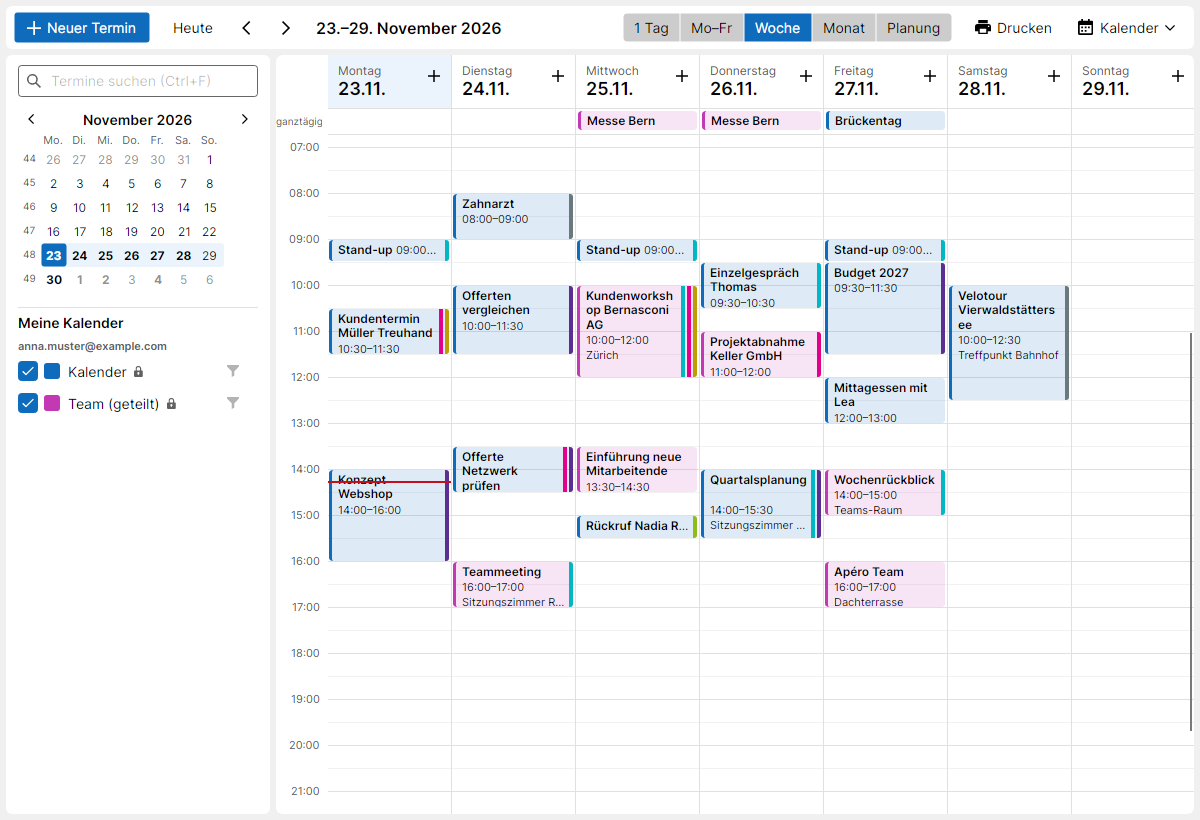 Neuer Termin
Heute
23.–29. November 2026
1 Tag
Mo–Fr
Woche
Monat
Planung
Drucken
Kalender
Termine suchen (Ctrl+F)
November 2026
Mo. Di. Mi. Do. Fr. Sa. So.
44 26 27 28 29 30 31 1
45 2 3 4 5 6 7 8
46 9 10 11 12 13 14 15
47 16 17 18 19 20 21 22
48 23 24 25 26 27 28 29
49 30 1 2 3 4 5 6
Meine Kalender
anna.muster@example.com
Kalender
Team (geteilt)
Montag
23.11.
Dienstag
24.11.
Mittwoch
25.11.
Donnerstag
26.11.
Freitag
27.11.
Samstag
28.11.
Sonntag
29.11.
ganztägig
Messe Bern
Messe Bern
Brückentag
07:00
08:00
09:00
10:00
11:00
12:00
13:00
14:00
15:00
16:00
17:00
18:00
19:00
20:00
21:00
Stand-up 09:00...
Kundentermin
Müller Treuhand
10:30–11:30
Konzept
Webshop
14:00–16:00
Zahnarzt
08:00–09:00
Offerten
vergleichen
10:00–11:30
Offerte
Netzwerk
prüfen
Teammeeting
16:00–17:00
Sitzungszimmer R...
Stand-up 09:00...
Kundenworksh
op Bernasconi
AG
10:00–12:00
Zürich
Einführung neue
Mitarbeitende
13:30–14:30
Rückruf Nadia R...
Einzelgespräch
Thomas
09:30–10:30
Projektabnahme
Keller GmbH
11:00–12:00
Quartalsplanung
14:00–15:30
Sitzungszimmer ...
Stand-up 09:00...
Budget 2027
09:30–11:30
Mittagessen mit
Lea
12:00–13:00
Wochenrückblick
14:00–15:00
Teams-Raum
Apéro Team
16:00–17:00
Dachterrasse
Velotour
Vierwaldstätters
ee
10:00–12:30
Treffpunkt Bahnhof